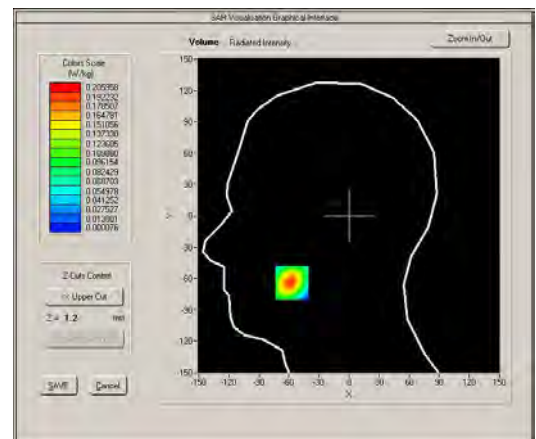 SAR Visualisation Graphical Interface
Volume Radiated Intensity
Zoom In/Out
Colors Scale
(W/kg)
0.205958
0.192232
0.178507
0.164781
0.151056
0.137330
0.123605
0.109880
0.096154
0.082429
0.068703
0.054978
0.041252
0.027527
0.013801
0.000076
150
120
90
60
30
0
-30
-60
-90
-120
-150
Y
-150 -120 -90 -60 -30 0 30 60 90 120 150
X
Z-Cuts Control
<< Upper Cut
Z = 1.2 mm
SAVE
Cancel